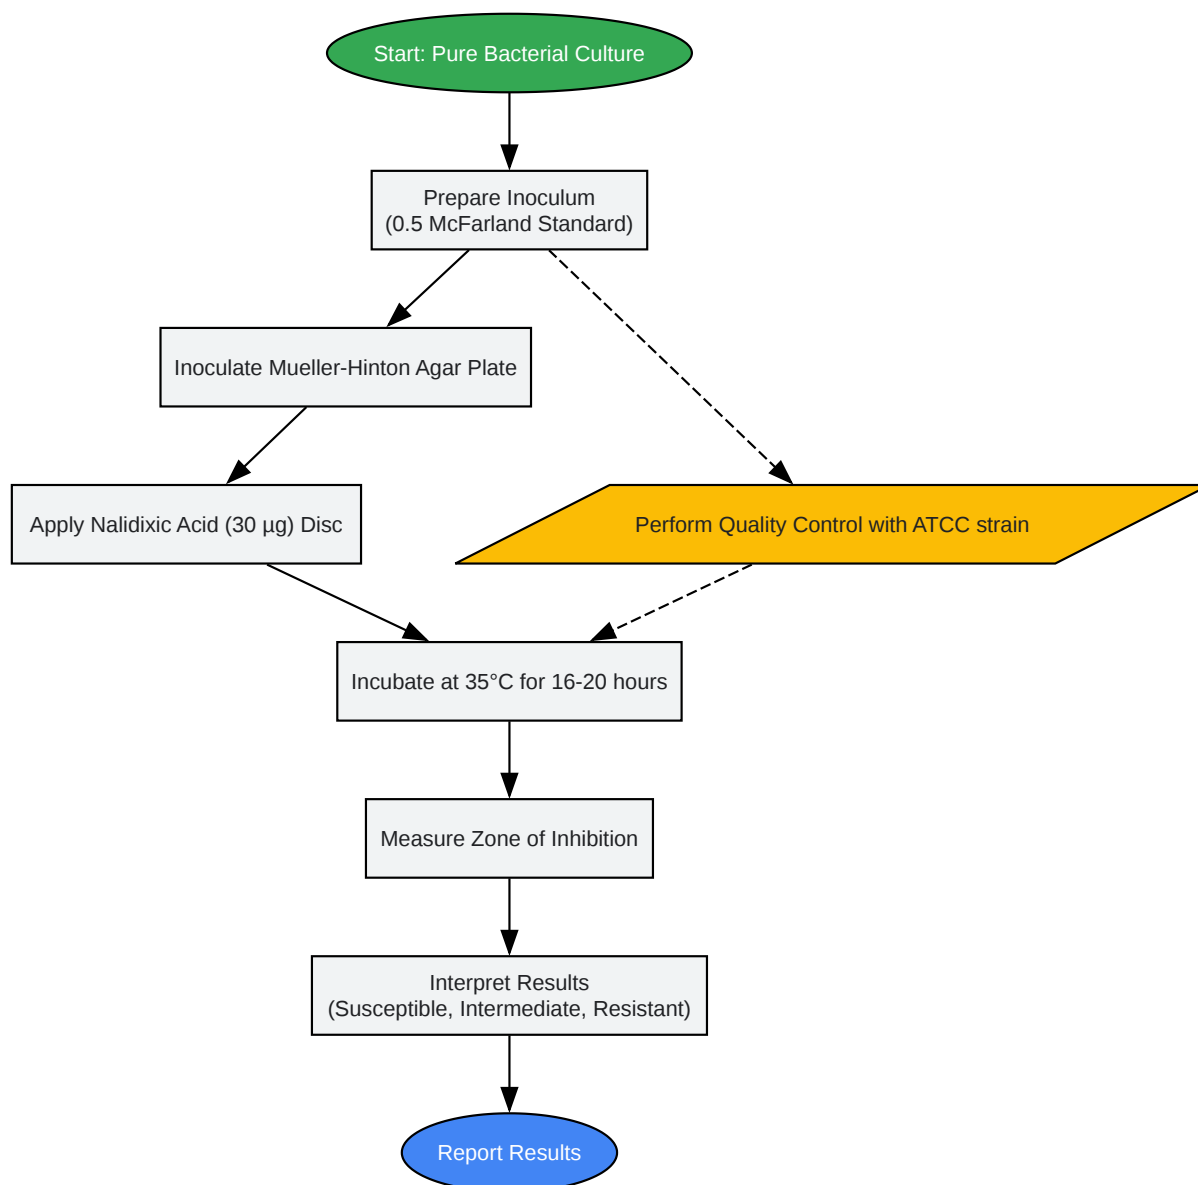 Start: Pure Bacterial Culture
Prepare Inoculum
(0.5 McFarland Standard)
Inoculate Mueller-Hinton Agar Plate
Apply Nalidixic Acid (30 µg) Disc
Perform Quality Control with ATCC strain
Incubate at 35°C for 16-20 hours
Measure Zone of Inhibition
Interpret Results
(Susceptible, Intermediate, Resistant)
Report Results